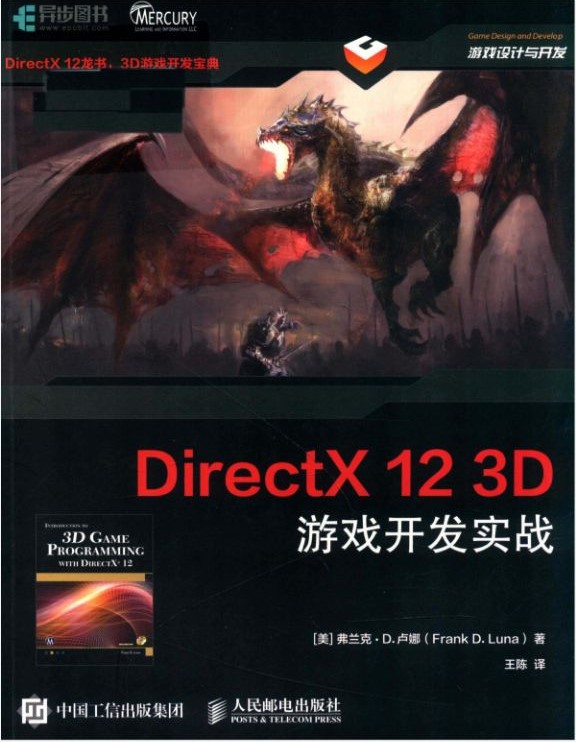 异步图书
www.epubit.com
MERCURY
LEARNING AND INFORMATION LLC
Game Design and Develop
游戏设计与开发
DirectX 12龙书，3D游戏开发宝典
DirectX 12 3D
游戏开发实战
INTRODUCTION TO
3D GAME
PROGRAMMING
WITH DIRECTX® 12
Frank Luna
[美] 弗兰克·D. 卢娜（Frank D. Luna）著
王陈 译
中国工信出版集团
人民邮电出版社
POSTS & TELECOM PRESS